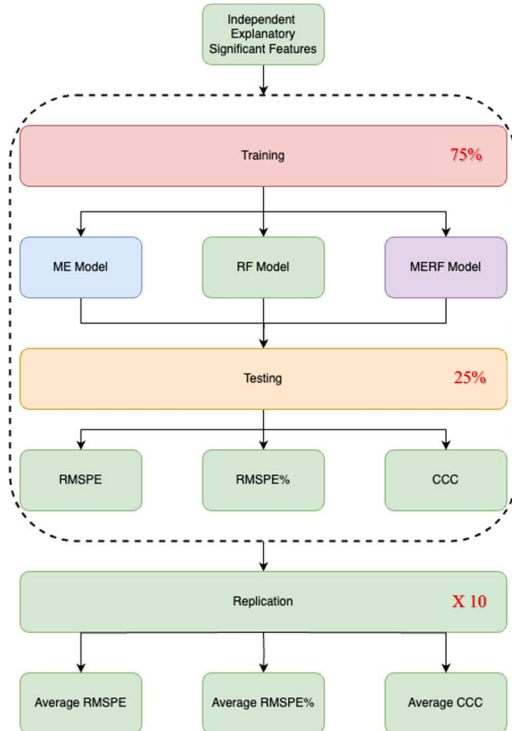 Independent
Explanatory
Significant Features
Training 75%
ME Model RF Model MERF Model
Testing 25%
RMSPE RMSPE% CCC
Replication X 10
Average RMSPE Average RMSPE% Average CCC